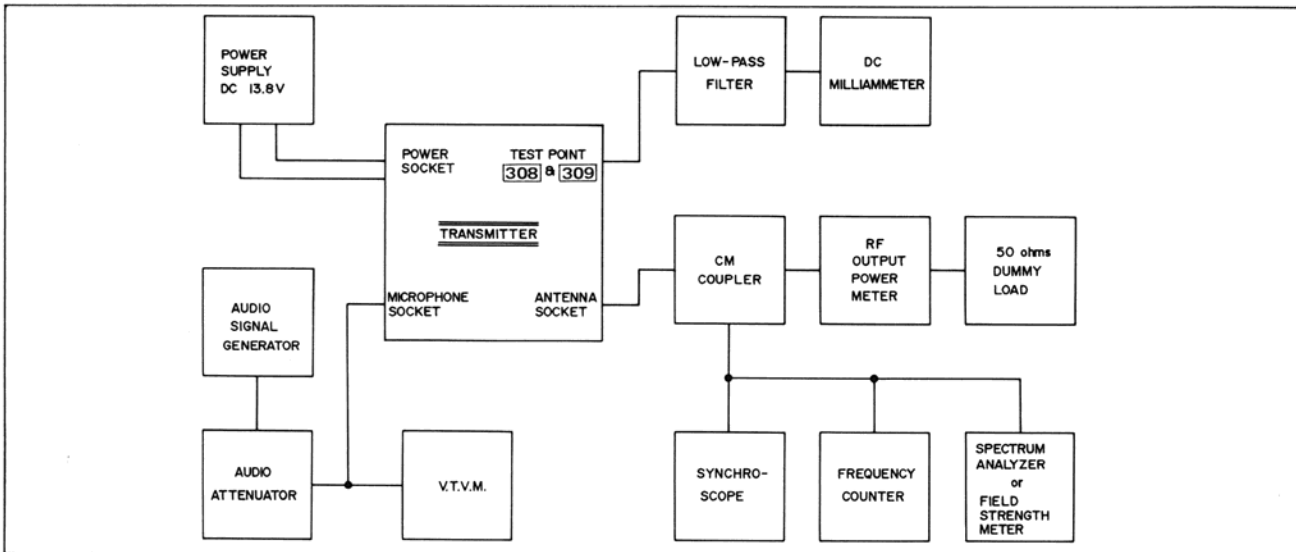 POWER
SUPPLY
DC 13.8V
LOW-PASS
FILTER
DC
MILLIAMMETER
POWER
SOCKET
TEST POINT
308 & 309
TRANSMITTER
MICROPHONE
SOCKET
ANTENNA
SOCKET
CM
COUPLER
RF
OUTPUT
POWER
METER
50 ohms
DUMMY
LOAD
AUDIO
SIGNAL
GENERATOR
AUDIO
ATTENUATOR
V.T.V.M.
SYNCHRO-
SCOPE
FREQUENCY
COUNTER
SPECTRUM
ANALYZER
or
FIELD
STRENGTH
METER